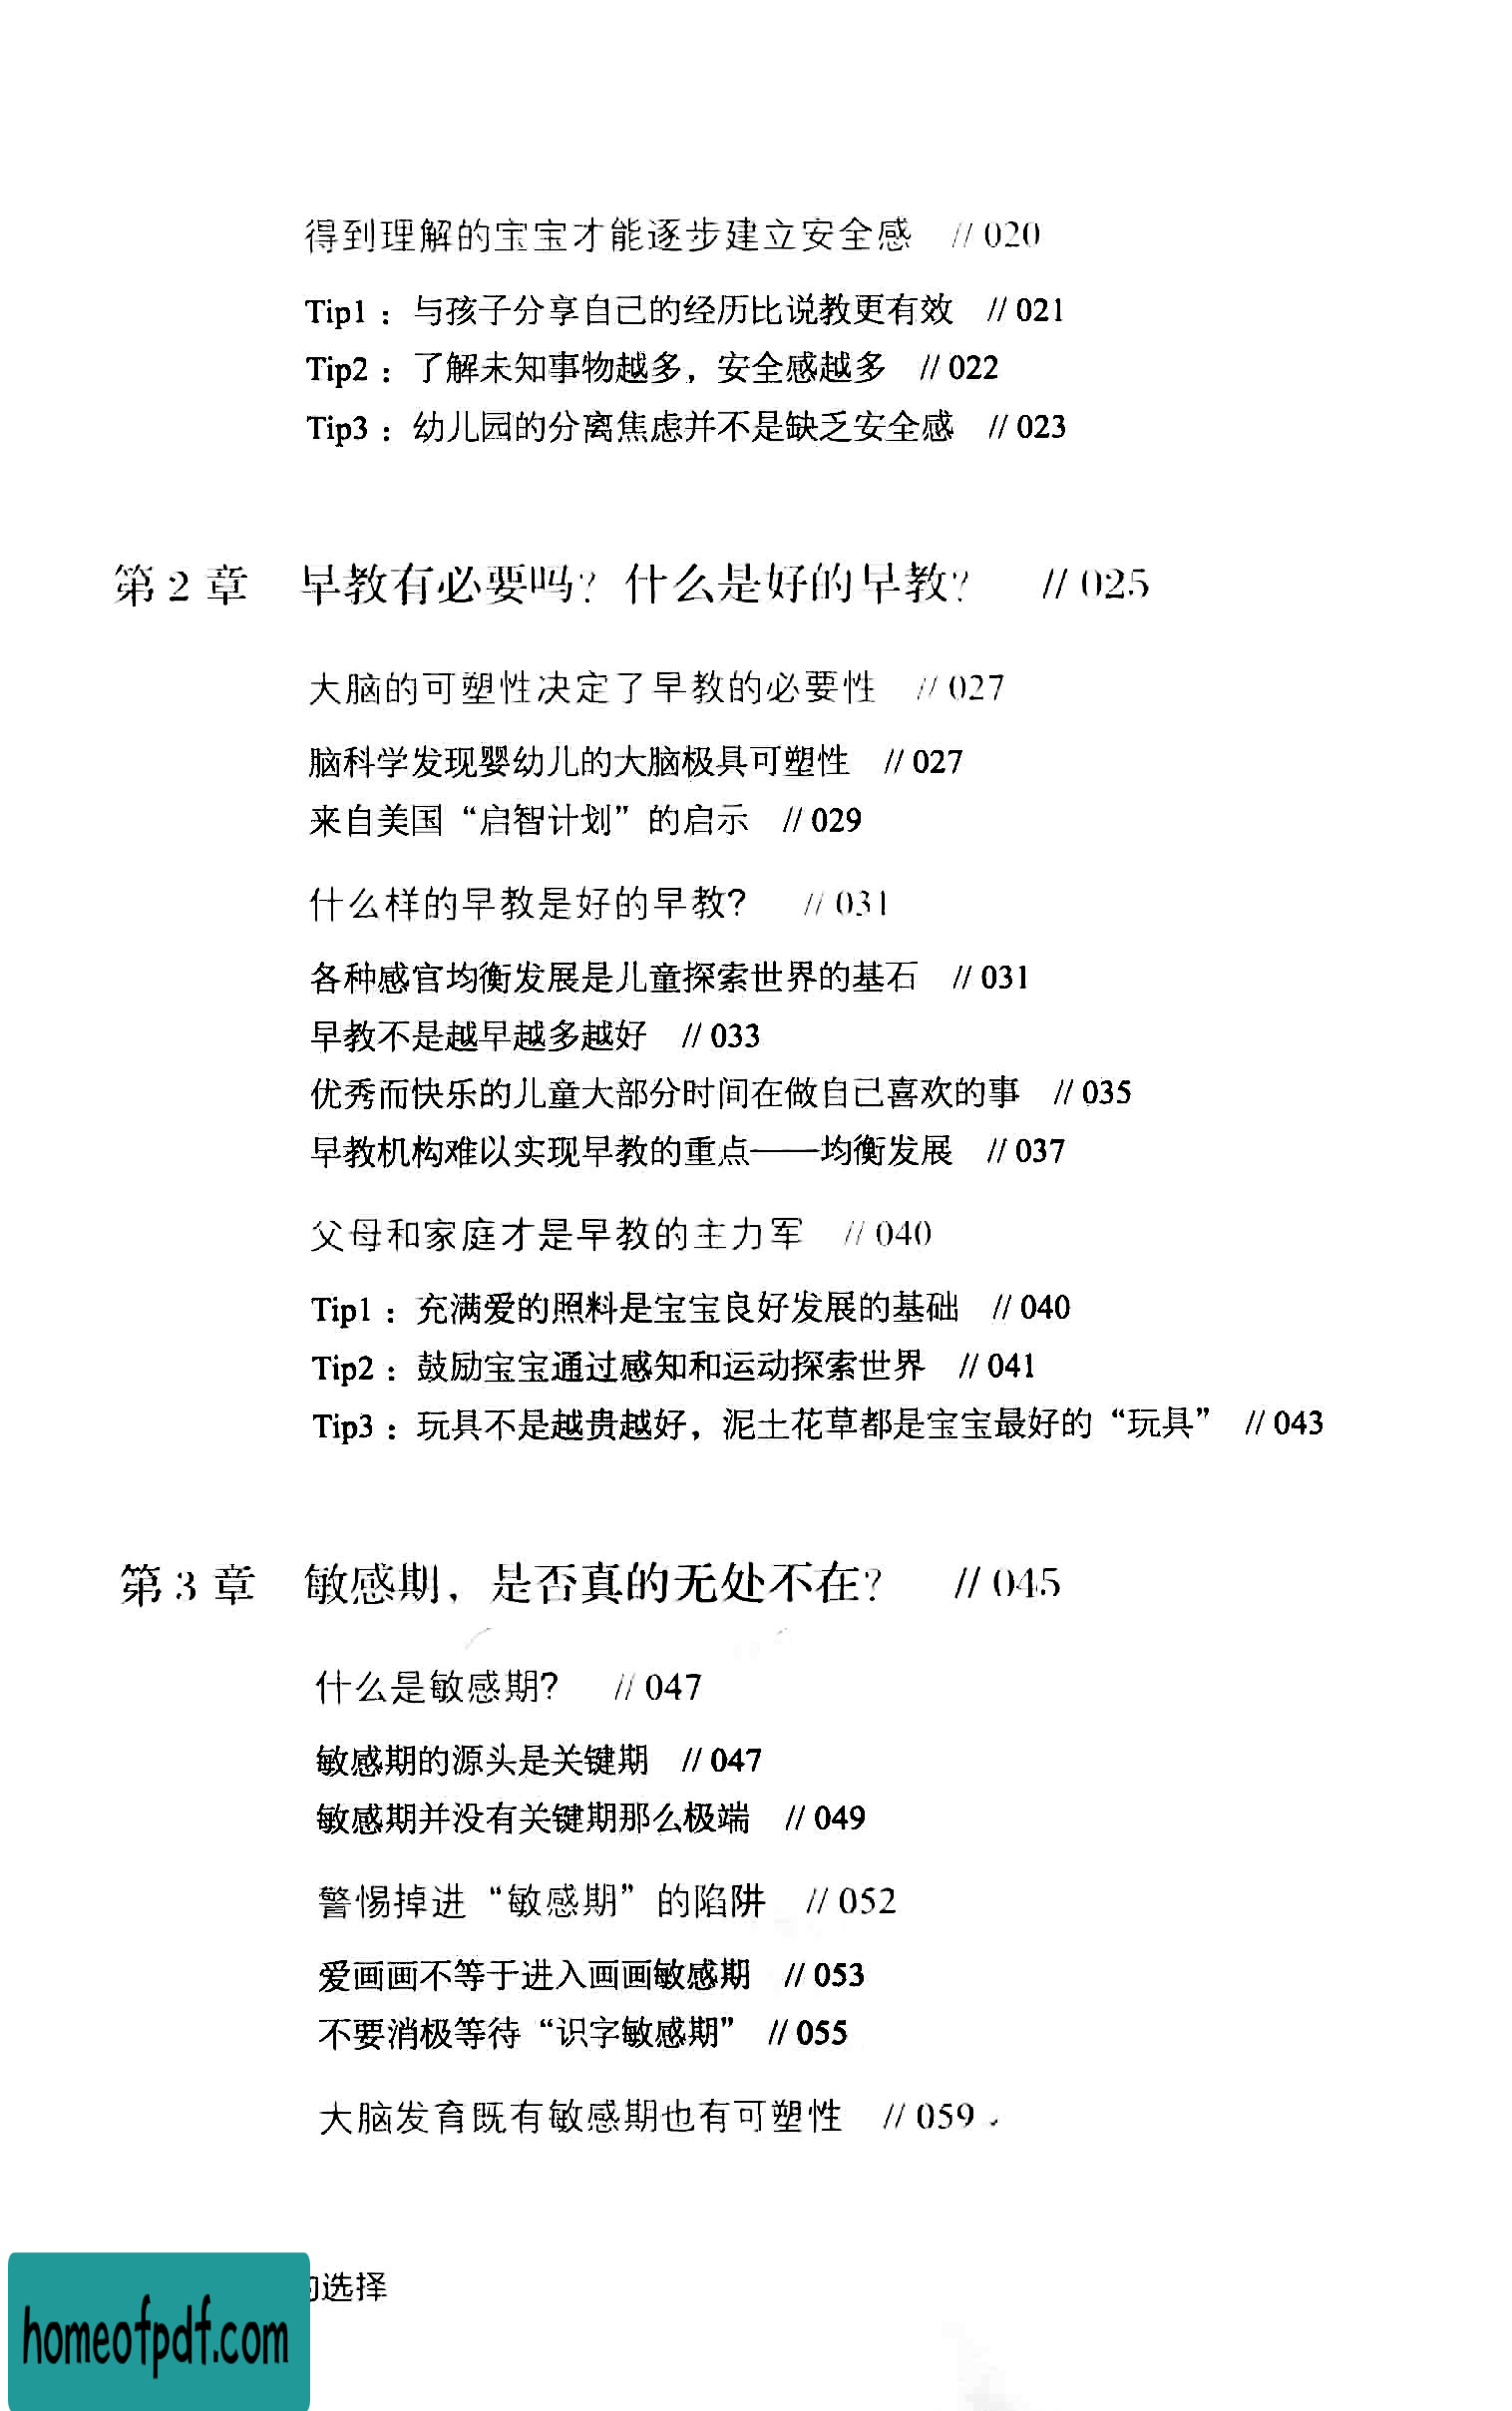 得到理解的宝宝才能逐步建立安全感 // 020
Tip1：与孩子分享自己的经历比说教更有效 // 021
Tip2：了解未知事物越多，安全感越多 // 022
Tip3：幼儿园的分离焦虑并不是缺乏安全感 // 023
第 2 章 早教有必要吗？什么是好的早教？ // 025
大脑的可塑性决定了早教的必要性 // 027
脑科学发现婴幼儿的大脑极具可塑性 // 027
来自美国“启智计划”的启示 // 029
什么样的早教是好的早教？ // 031
各种感官均衡发展是儿童探索世界的基石 // 031
早教不是越早越多越好 // 033
优秀而快乐的儿童大部分时间在做自己喜欢的事 // 035
早教机构难以实现早教的重点——均衡发展 // 037
父母和家庭才是早教的主力军 // 040
Tip1：充满爱的照料是宝宝良好发展的基础 // 040
Tip2：鼓励宝宝通过感知和运动探索世界 // 041
Tip3：玩具不是越贵越好，泥土花草都是宝宝最好的“玩具” // 043
第 3 章 敏感期，是否真的无处不在？ // 045
什么是敏感期？ // 047
敏感期的源头是关键期 // 047
敏感期并没有关键期那么极端 // 049
警惕掉进“敏感期”的陷阱 // 052
爱画画不等于进入画画敏感期 // 053
不要消极等待“识字敏感期” // 055
大脑发育既有敏感期也有可塑性 // 059
选择
homeofpdf.com